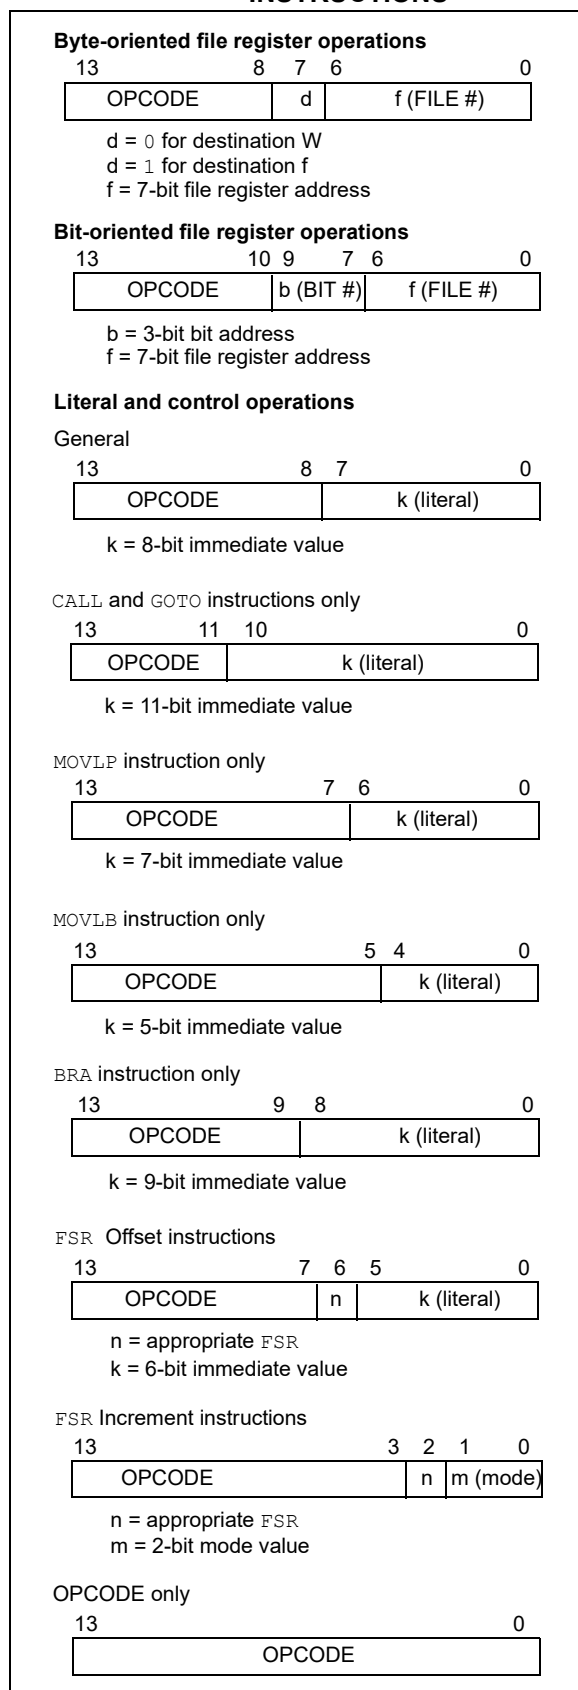 INSTRUCTIONS
Byte-oriented file register operations
13 8 7 6 0
OPCODE d f (FILE #)
d = 0 for destination W
d = 1 for destination f
f = 7-bit file register address
Bit-oriented file register operations
13 10 9 7 6 0
OPCODE b (BIT #) f (FILE #)
b = 3-bit bit address
f = 7-bit file register address
Literal and control operations
General
13 8 7 0
OPCODE k (literal)
k = 8-bit immediate value
CALL and GOTO instructions only
13 11 10 0
OPCODE k (literal)
k = 11-bit immediate value
MOVLP instruction only
13 7 6 0
OPCODE k (literal)
k = 7-bit immediate value
MOVLB instruction only
13 5 4 0
OPCODE k (literal)
k = 5-bit immediate value
BRA instruction only
13 9 8 0
OPCODE k (literal)
k = 9-bit immediate value
FSR Offset instructions
13 7 6 5 0
OPCODE n k (literal)
n = appropriate FSR
k = 6-bit immediate value
FSR Increment instructions
13 3 2 1 0
OPCODE n m (mode)
n = appropriate FSR
m = 2-bit mode value
OPCODE only
13 0
OPCODE